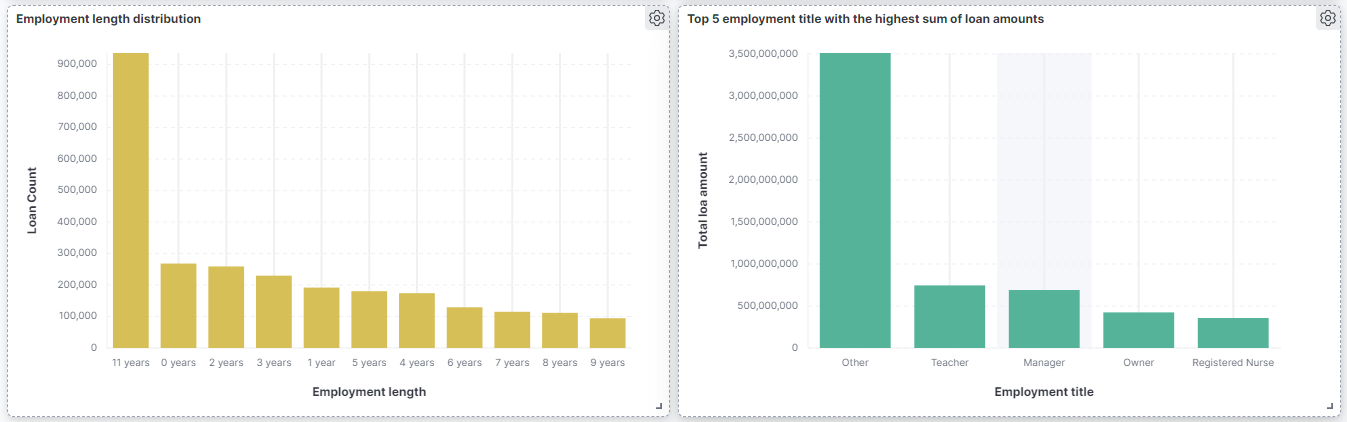 Employment length distribution
900,000
800,000
700,000
600,000
500,000
400,000
300,000
200,000
100,000
0
Loan Count
11 years 0 years 2 years 3 years 1 year 5 years 4 years 6 years 7 years 8 years 9 years
Employment length
Top 5 employment title with the highest sum of loan amounts
3,500,000,000
3,000,000,000
2,500,000,000
2,000,000,000
1,500,000,000
1,000,000,000
500,000,000
0
Total loa amount
Other Teacher Manager Owner Registered Nurse
Employment title